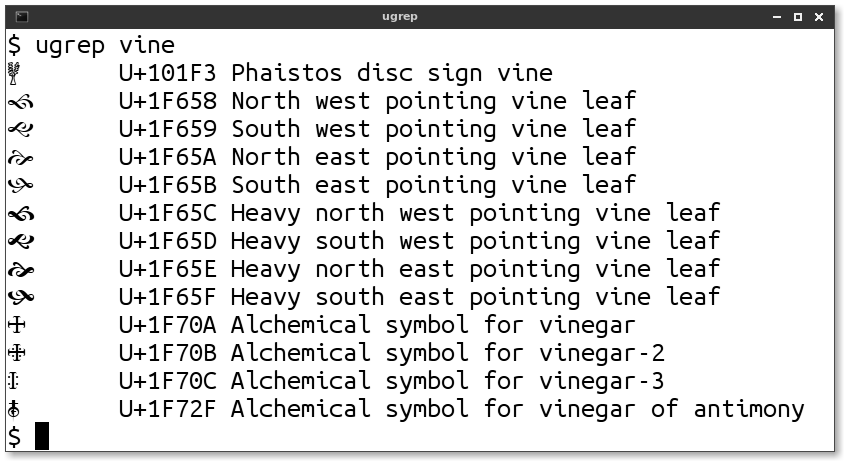 ugrep
$ ugrep vine
𐇳 U+101F3 Phaistos disc sign vine
🙘 U+1F658 North west pointing vine leaf
🙙 U+1F659 South west pointing vine leaf
🙚 U+1F65A North east pointing vine leaf
🙛 U+1F65B South east pointing vine leaf
🙜 U+1F65C Heavy north west pointing vine leaf
🙝 U+1F65D Heavy south west pointing vine leaf
🙞 U+1F65E Heavy north east pointing vine leaf
🙟 U+1F65F Heavy south east pointing vine leaf
🜊 U+1F70A Alchemical symbol for vinegar
🜋 U+1F70B Alchemical symbol for vinegar-2
🜌 U+1F70C Alchemical symbol for vinegar-3
🜯 U+1F72F Alchemical symbol for vinegar of antimony
$